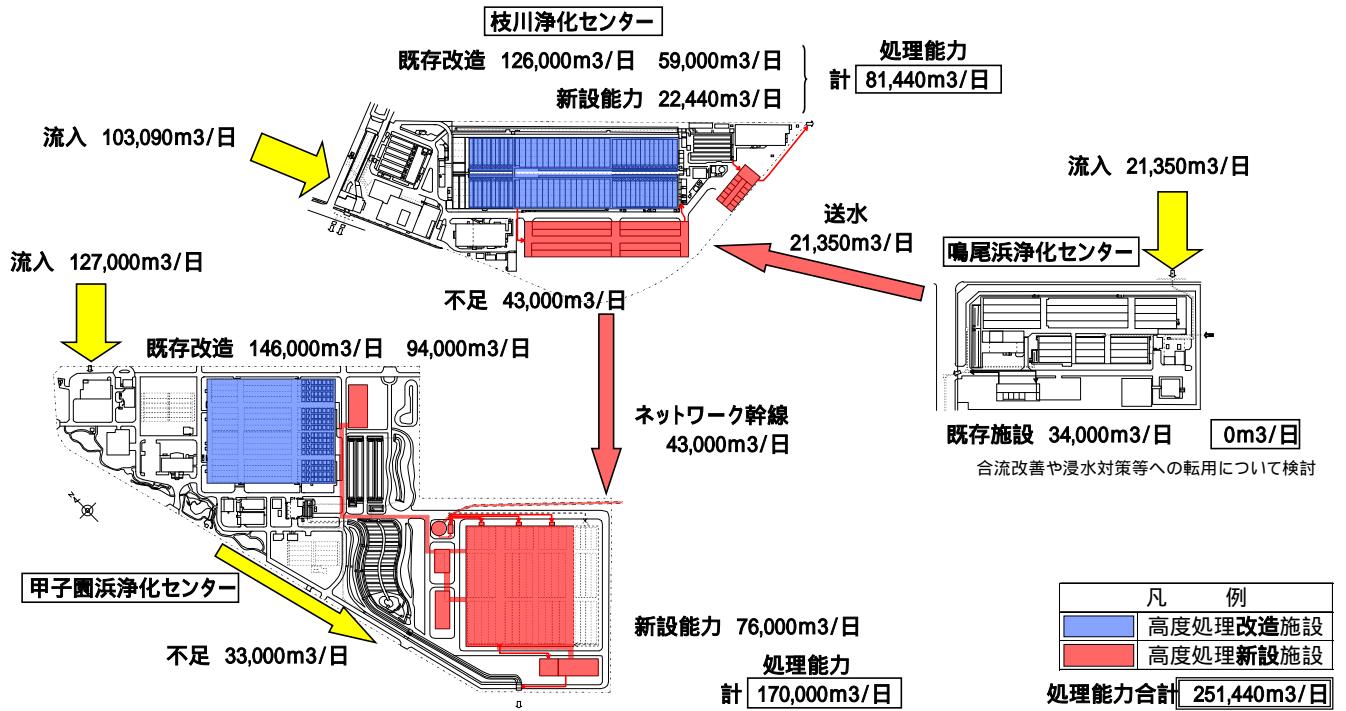 枝川浄化センター
既存改造 126,000m3/日 59,000m3/日
新設能力 22,440m3/日
処理能力
計 81,440m3/日
流入 103,090m3/日
流入 21,350m3/日
送水
21,350m3/日
鳴尾浜浄化センター
流入 127,000m3/日
不足 43,000m3/日
既存改造 146,000m3/日 94,000m3/日
ネットワーク幹線
43,000m3/日
既存施設 34,000m3/日 0m3/日
合流改善や浸水対策等への転用について検討
甲子園浜浄化センター
不足 33,000m3/日
新設能力 76,000m3/日
処理能力
計 170,000m3/日
凡 例
高度処理改造施設
高度処理新設施設
処理能力合計 251,440m3/日